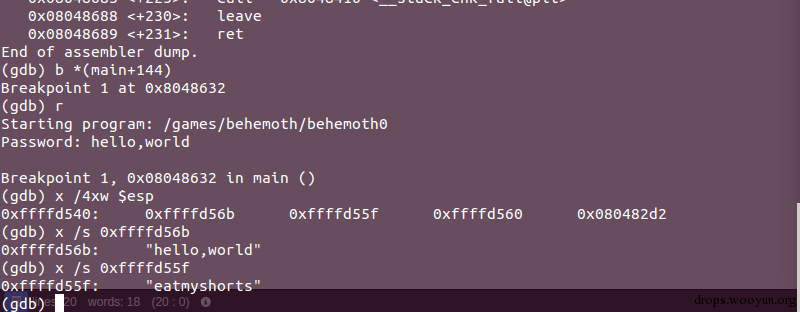 0x08048688 <+230>:   leave
   0x08048689 <+231>:   ret
End of assembler dump.
(gdb) b *(main+144)
Breakpoint 1 at 0x8048632
(gdb) r
Starting program: /games/behemoth/behemoth0
Password: hello,world

Breakpoint 1, 0x08048632 in main ()
(gdb) x /4xw $esp
0xffffd540:     0xffffd56b      0xffffd55f      0xffffd560      0x080482d2
(gdb) x /s 0xffffd56b
0xffffd56b:      "hello,world"
(gdb) x /s 0xffffd55f
0xffffd55f:      "eatmyshorts"
(gdb)
20 words: 18 (20 : 0)
drops.wooyun.org